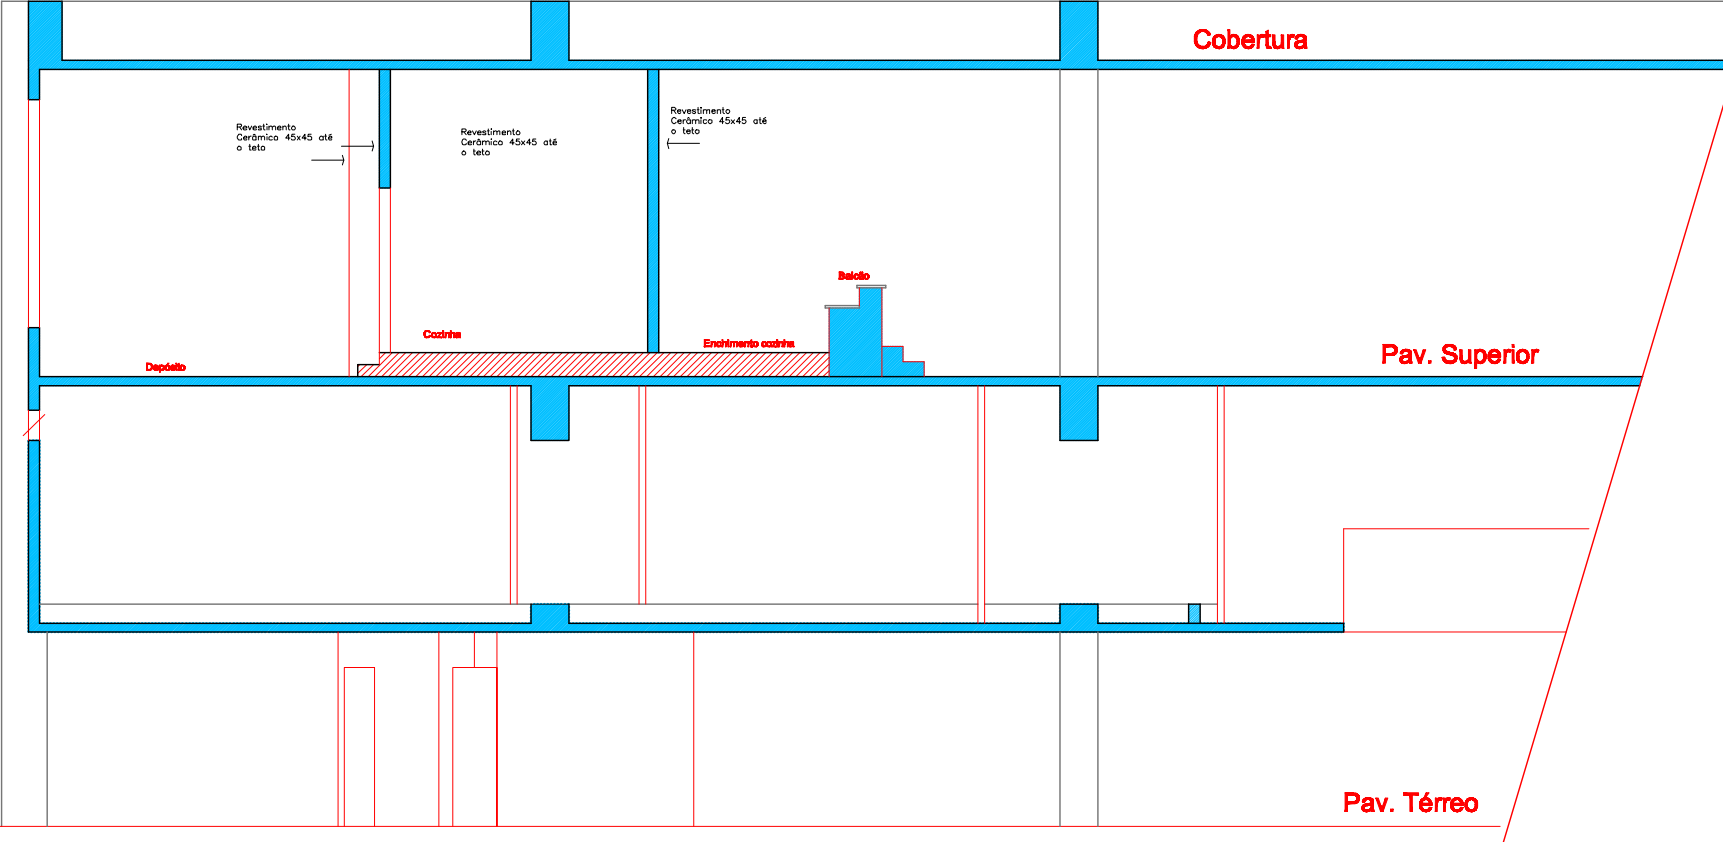 Cobertura
Revestimento
Cerâmico 45x45 até
o teto
Revestimento
Cerâmico 45x45 até
o teto
Revestimento
Cerâmico 45x45 até
o teto
Balcão
Cozinha
Enchimento cozinha
Depósito
Pav. Superior
Pav. Térreo